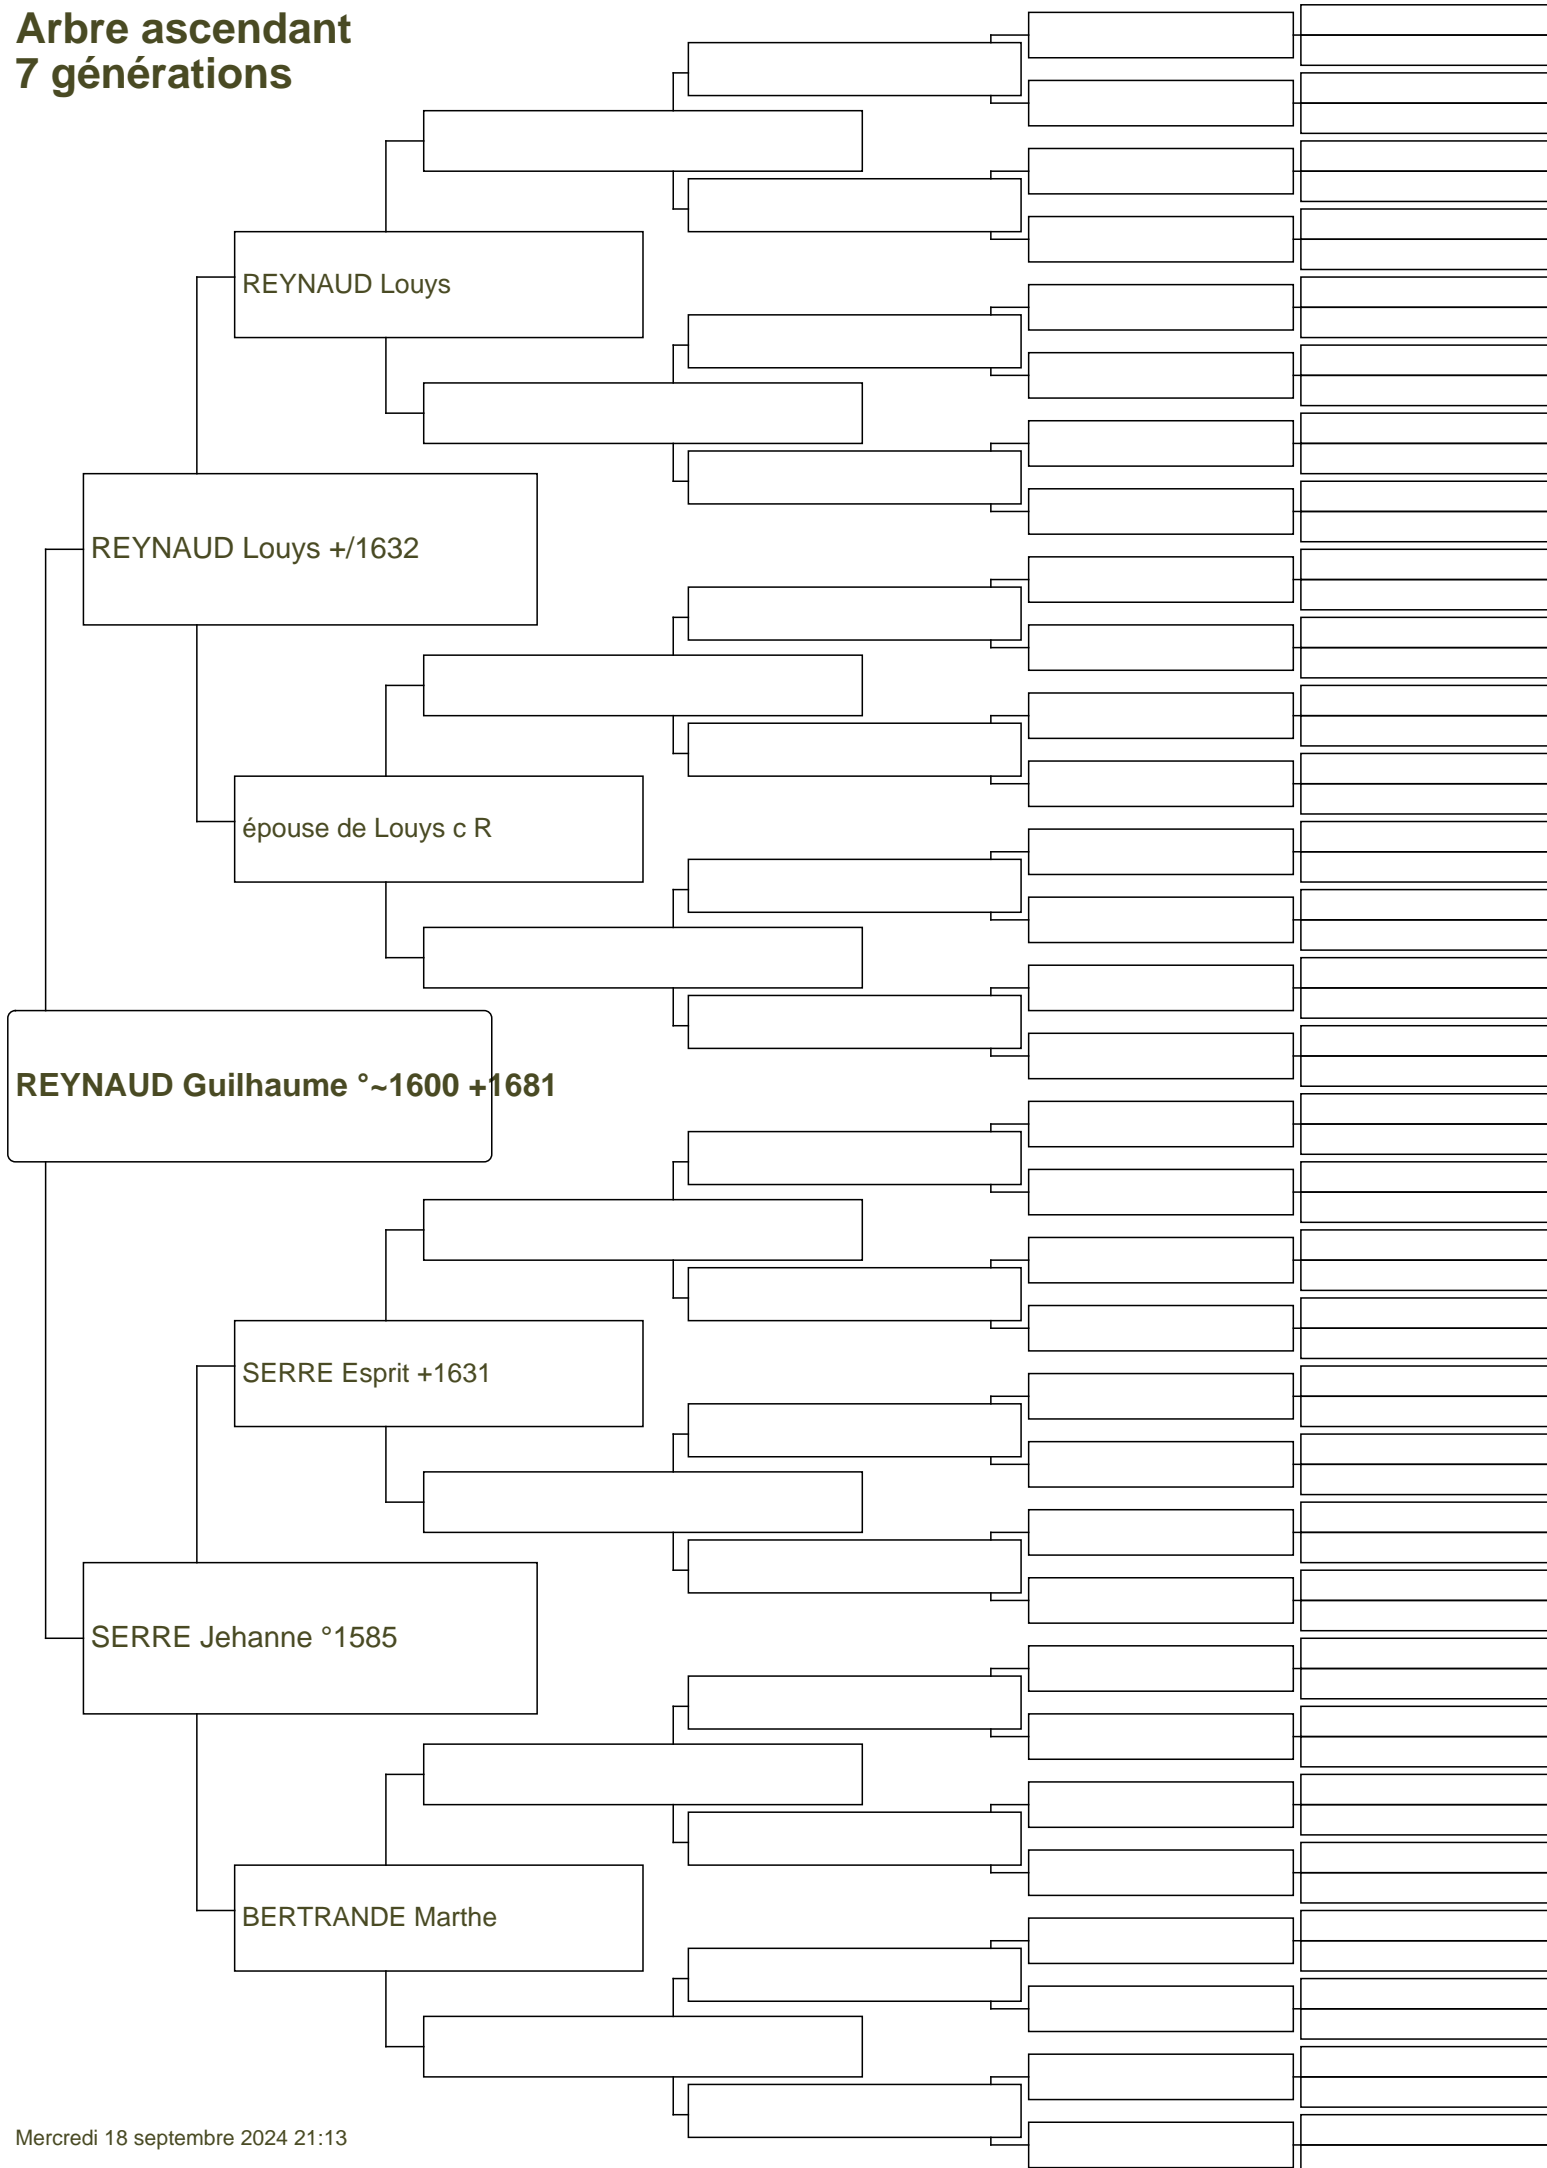 Arbre ascendant
7 générations
REYNAUD Louys
REYNAUD Louys +/1632
épouse de Louys c R
REYNAUD Guilhaume °~1600 +1681
SERRE Esprit +1631
SERRE Jehanne °1585
BERTRANDE Marthe
Mercredi 18 septembre 2024 21:13